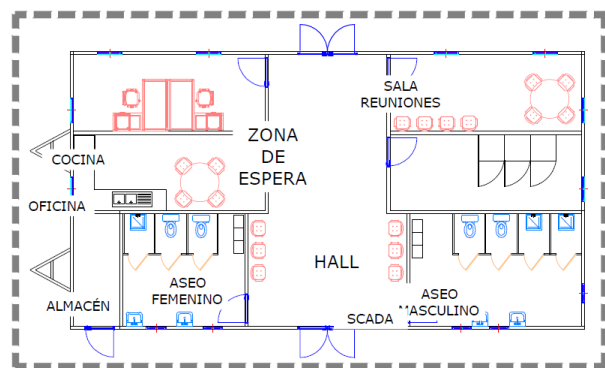 SALA
REUNIONES
ZONA
DE
ESPERA
COCINA
OFICINA
HALL
ASEO
FEMENINO
ASEO
MASCULINO
ALMACÉN
SCADA